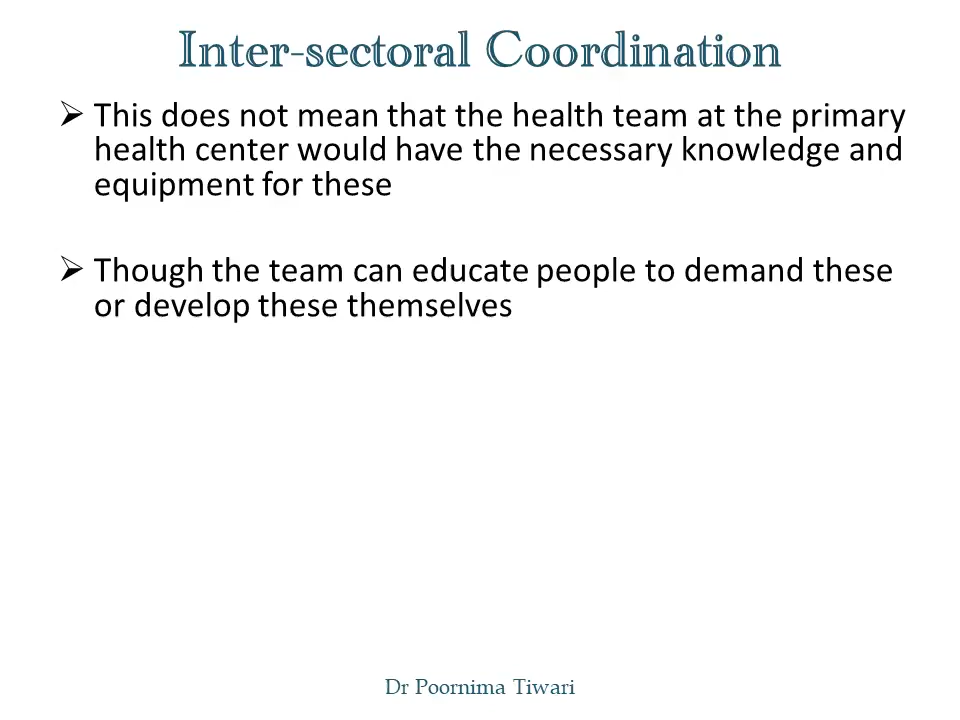 Inter-sectoral Coordination
➢ This does not mean that the health team at the primary
health center would have the necessary knowledge and
equipment for these
➢ Though the team can educate people to demand these
or develop these themselves
Dr Poornima Tiwari